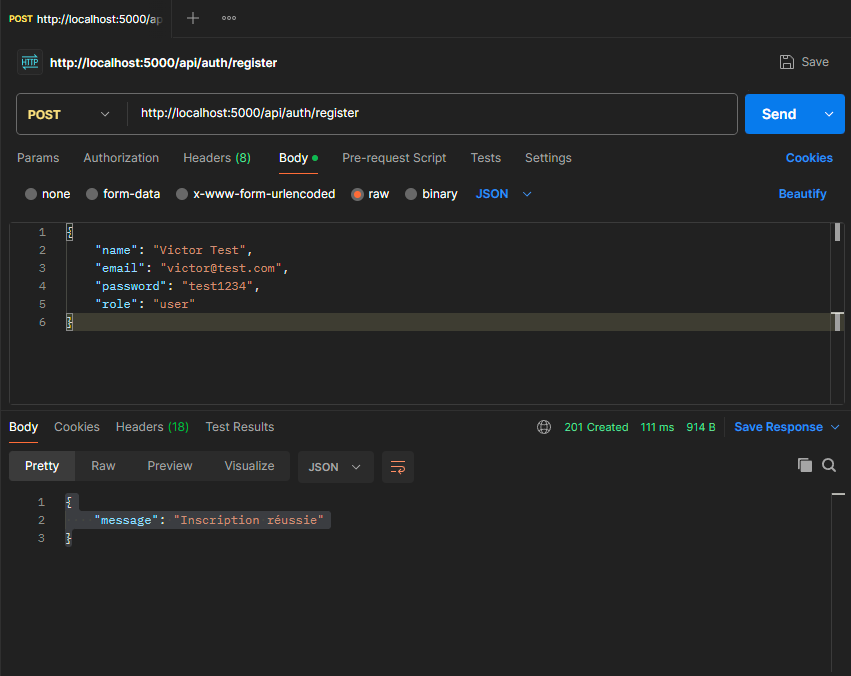 POST http://localhost:5000/ap
HTTP http://localhost:5000/api/auth/register Save
POST http://localhost:5000/api/auth/register Send
Params Authorization Headers (8) Body Pre-request Script Tests Settings Cookies
none form-data x-www-form-urlencoded raw binary JSON Beautify
1 {
2 "name": "Victor Test",
3 "email": "victor@test.com",
4 "password": "test1234",
5 "role": "user"
6 }
Body Cookies Headers (18) Test Results 201 Created 111 ms 914 B Save Response
Pretty Raw Preview Visualize JSON
1 {
2 "message": "Inscription réussie"
3 }